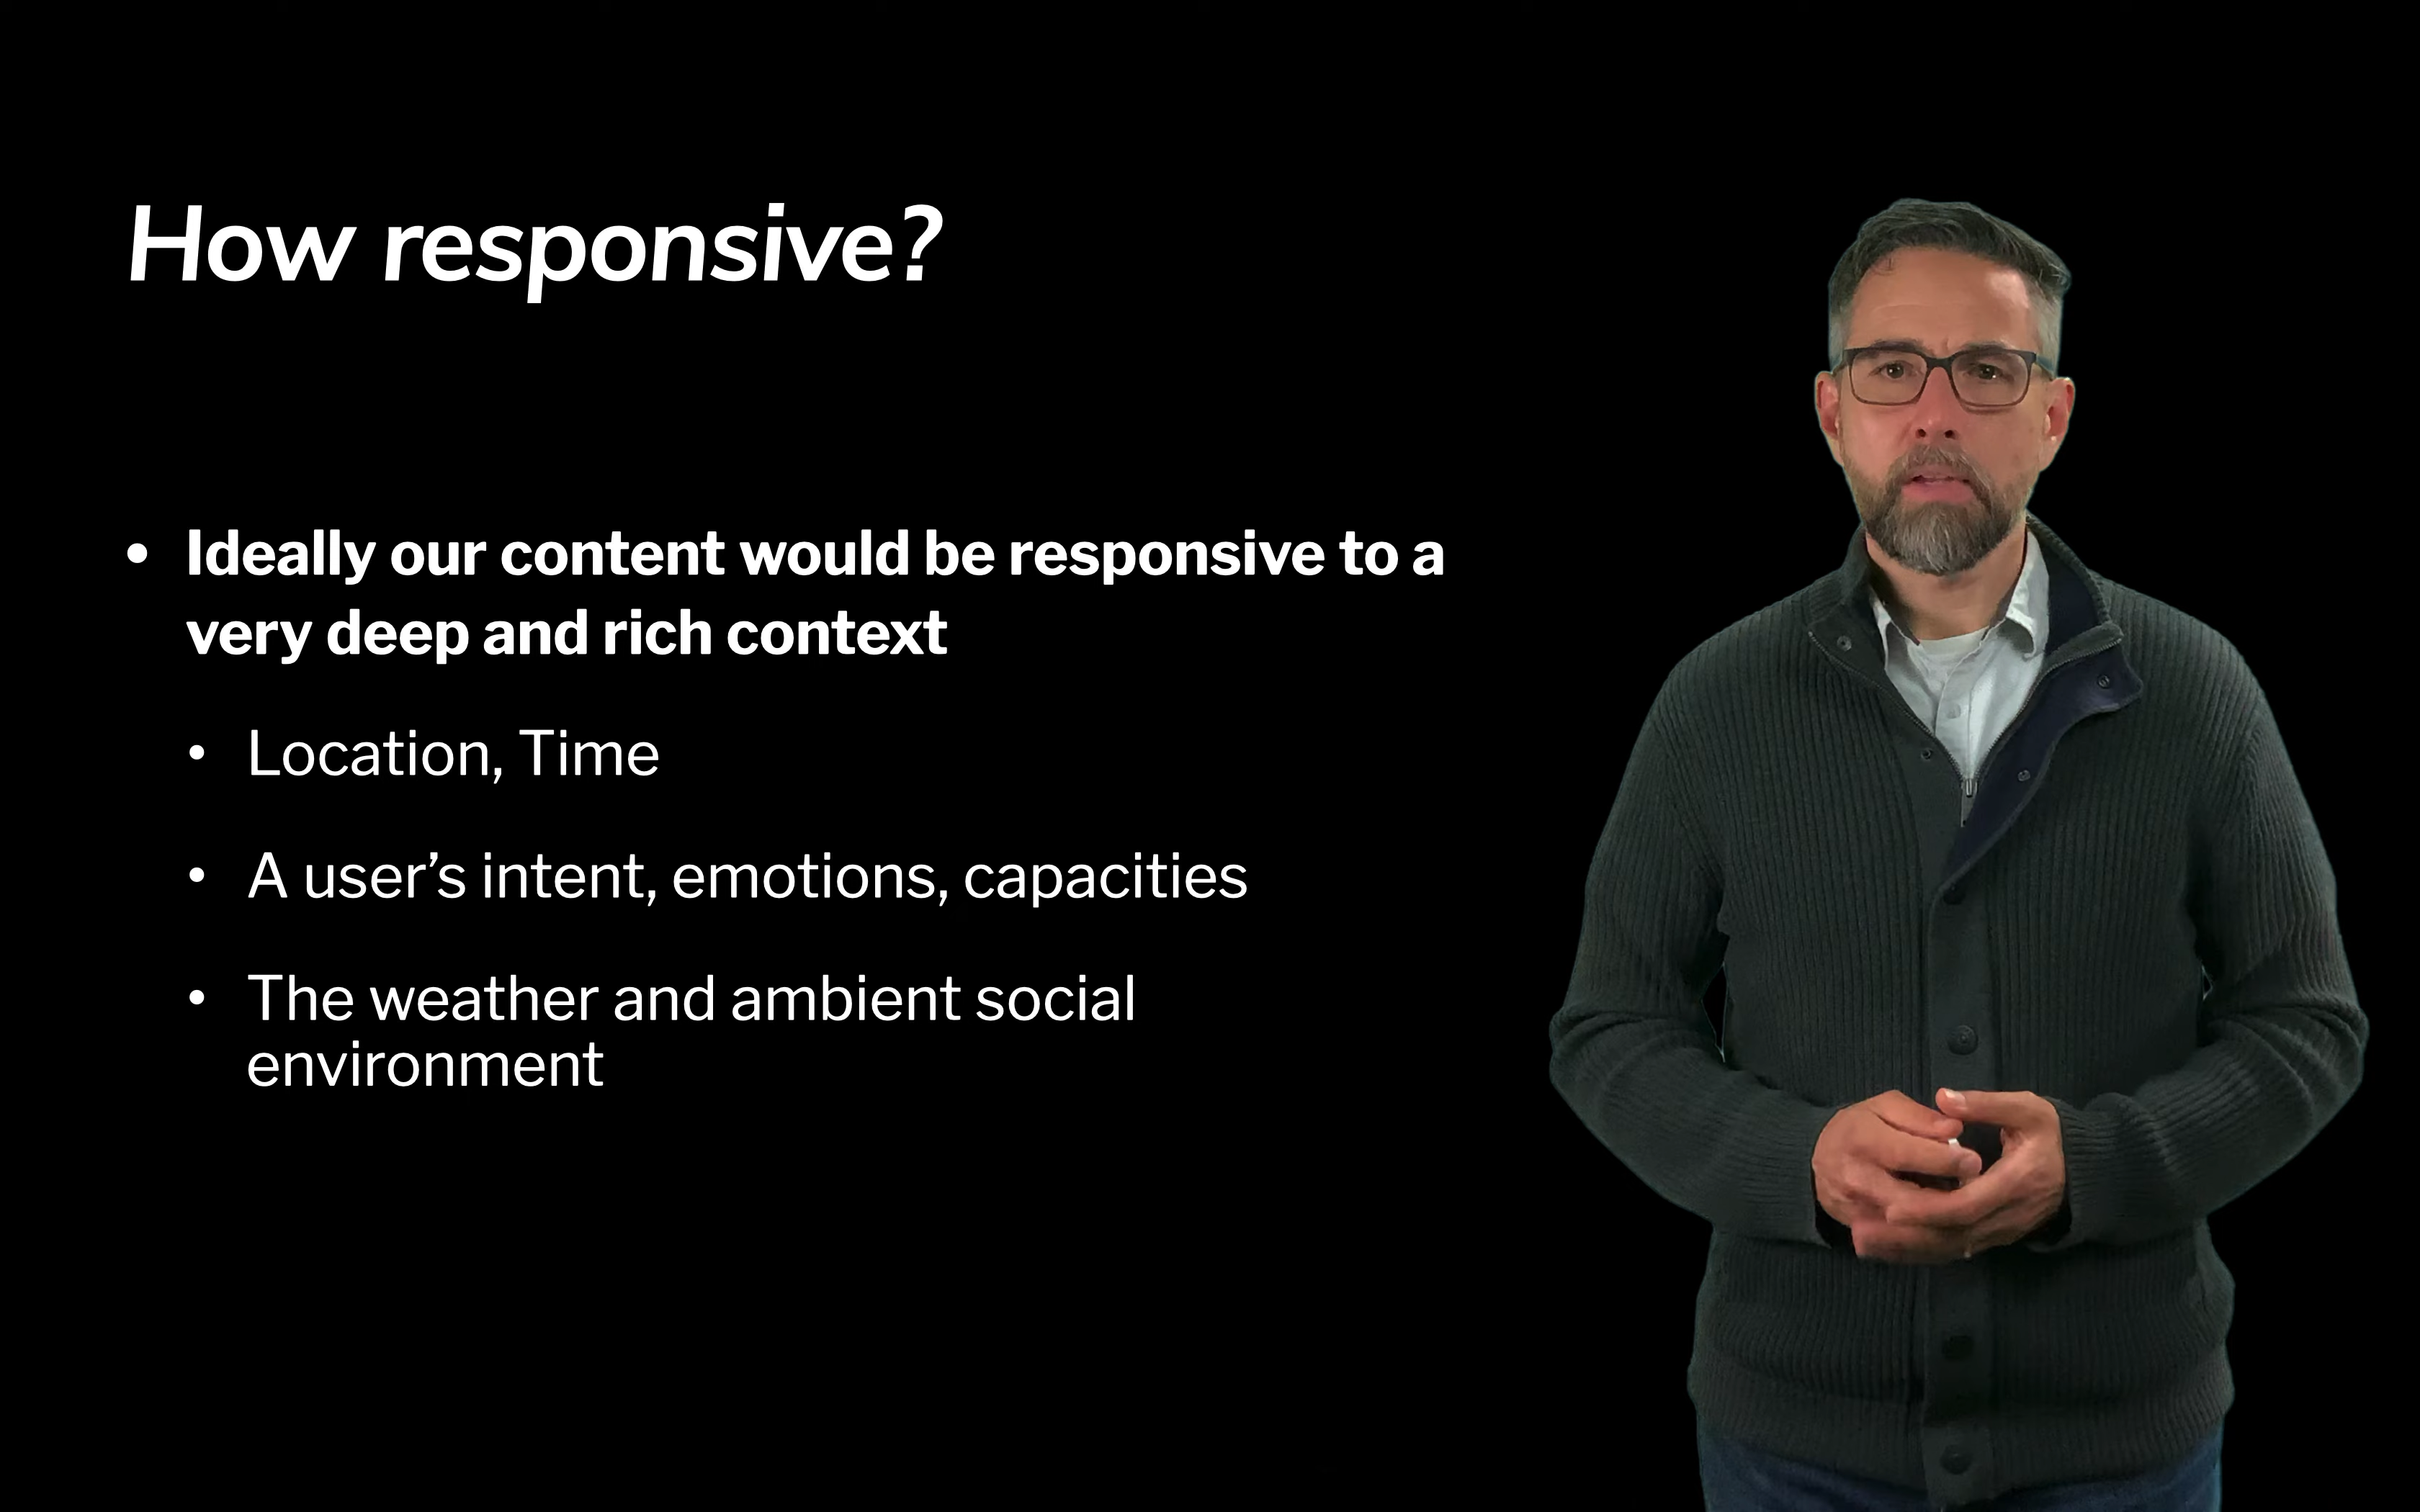 How responsive?
• Ideally our content would be responsive to a
very deep and rich context
• Location, Time
• A user’s intent, emotions, capacities
• The weather and ambient social
environment